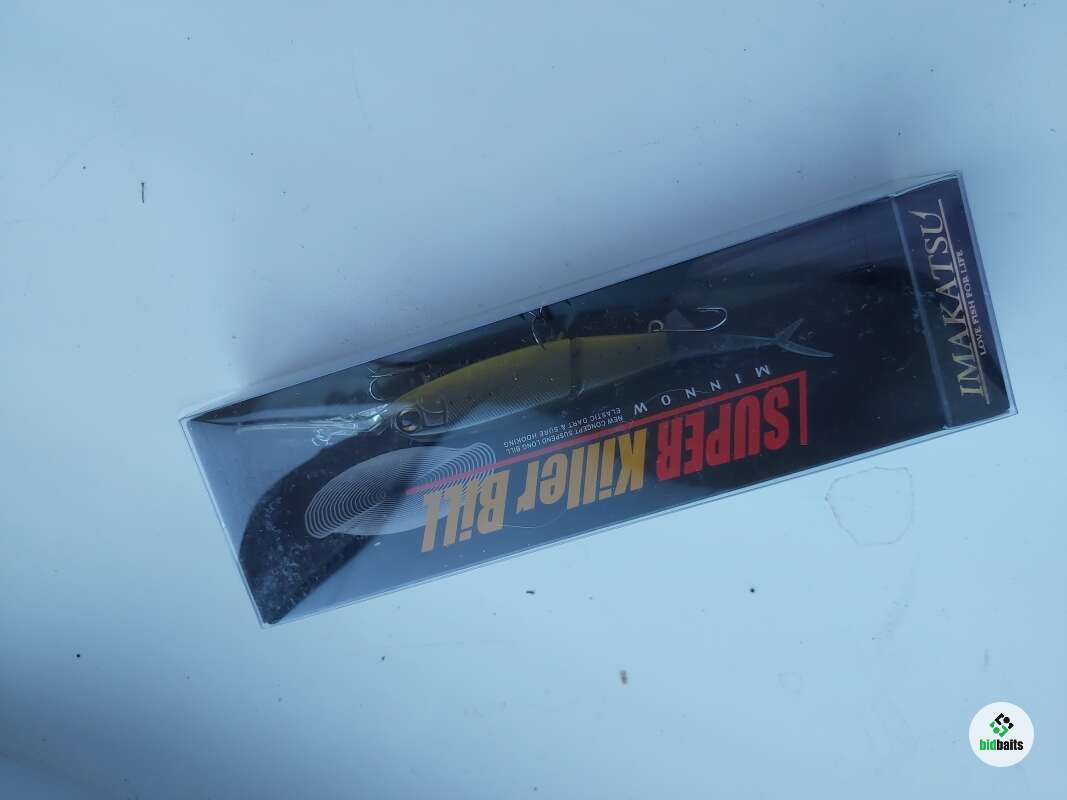 IMAKATSU
LOVE FISH FOR LIFE
SUPER Killer Bill
MINNOW
NEW CONCEPT SUSPEND LONG BILL
ELASTIC DART & SURE HOOKING
bidbaits